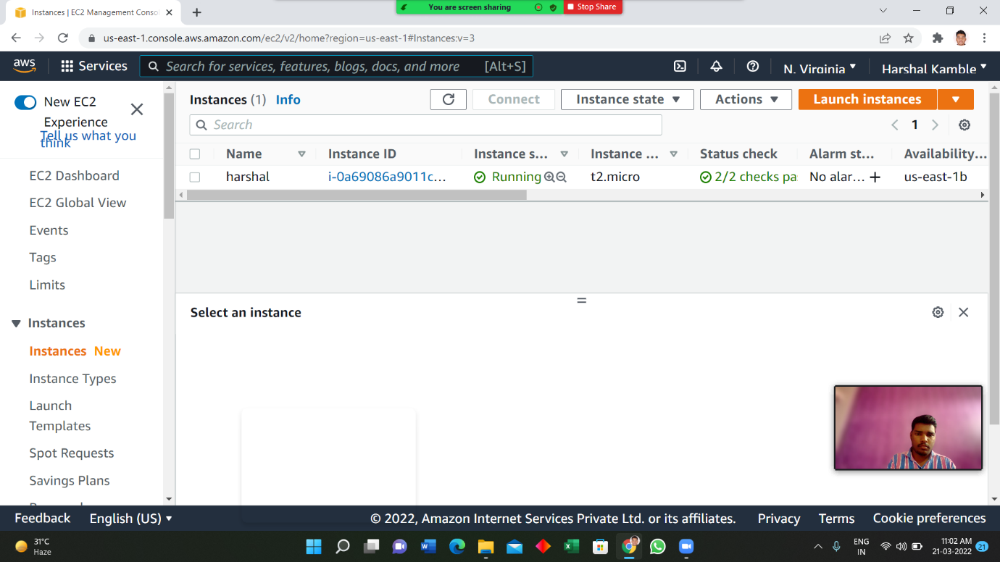 Instances | EC2 Management Conso
You are screen sharing
Stop Share
us-east-1.console.aws.amazon.com/ec2/v2/home?region=us-east-1#Instances:v=3
aws
Services
Search for services, features, blogs, docs, and more [Alt+S]
N. Virginia
Harshal Kamble
New EC2
Experience
Tell us what you
think
EC2 Dashboard
EC2 Global View
Events
Tags
Limits
Instances
Instances New
Instance Types
Launch
Templates
Spot Requests
Savings Plans
Instances (1) Info
Connect
Instance state
Actions
Launch instances
Search
1
Name Instance ID Instance s... Instance ... Status check Alarm st... Availability...
harshal i-0a69086a9011c... Running t2.micro 2/2 checks pa No alar... + us-east-1b
Select an instance
Feedback English (US) © 2022, Amazon Internet Services Private Ltd. or its affiliates. Privacy Terms Cookie preferences
31°C
Haze
ENG
IN
11:02 AM
21-03-2022
21